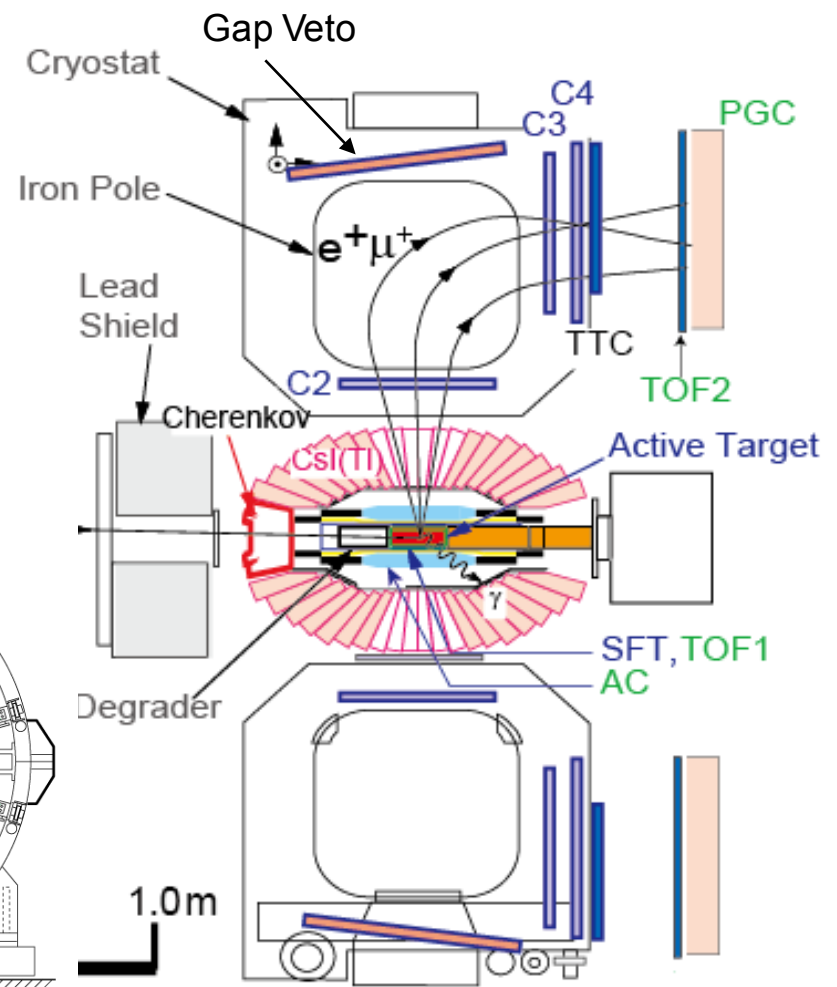 Gap Veto
Cryostat
C4
C3
PGC
Iron Pole
e+μ+
Lead
Shield
TTC
C2
TOF2
Cherenkov
CsI(Tl)
Active Target
γ
SFT, TOF1
AC
Degrader
1.0 m